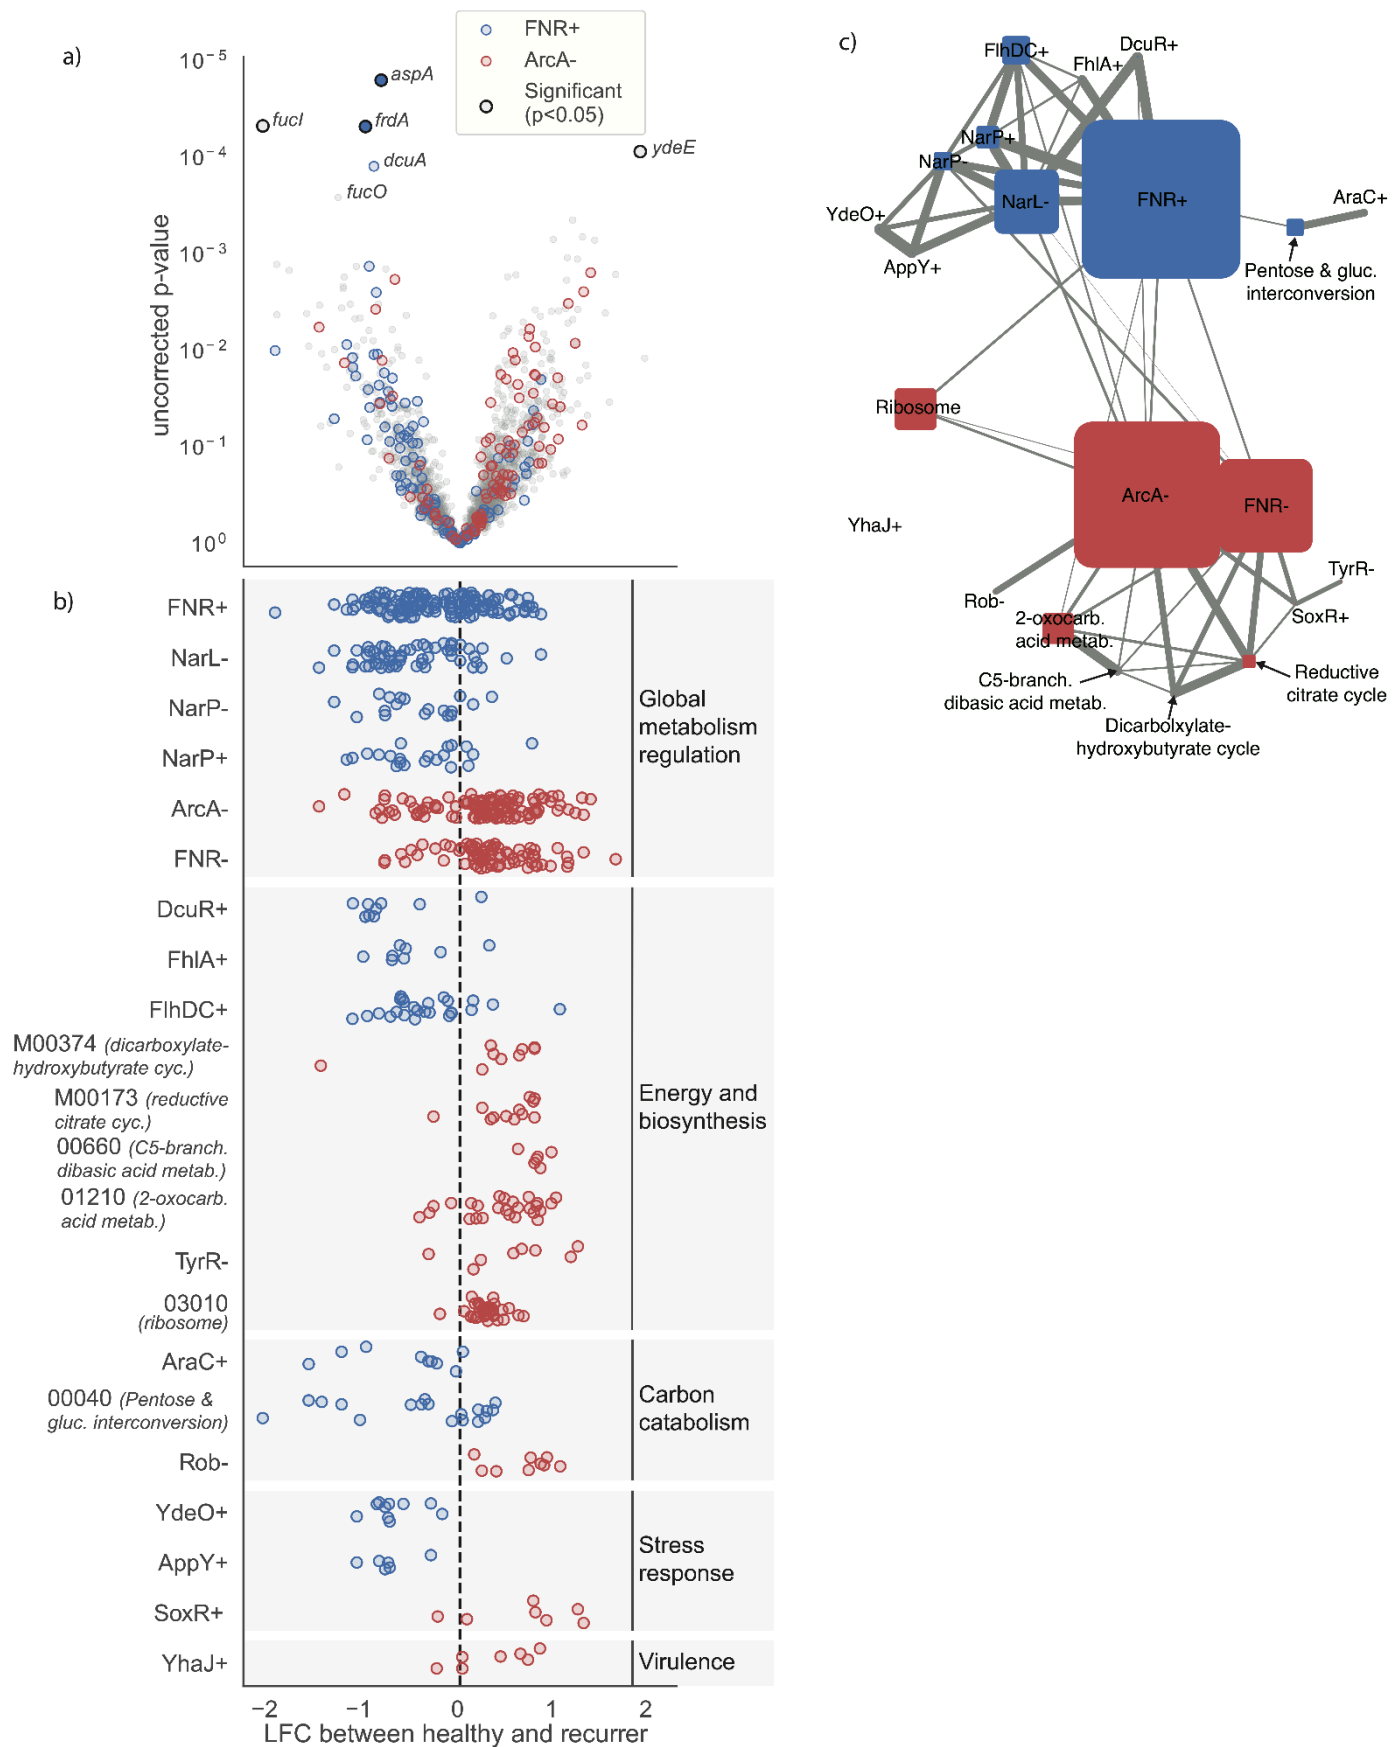 a)
FNR+
ArcA-
Significant
(p<0.05)
10-5
10-4
10-3
10-2
10-1
100
uncorrected p-value
aspA
fucI
frdA
dcuA
ydeE
fucO
b)
FNR+
NarL-
NarP-
NarP+
ArcA-
FNR-
Global
metabolism
regulation
DcuR+
FhlA+
FlhDC+
M00374 (dicarboxylate-
hydroxybutyrate cyc.)
M00173 (reductive
citrate cyc.)
00660 (C5-branch.
dibasic acid metab.)
01210 (2-oxocarb.
acid metab.)
TyrR-
03010
(ribosome)
Energy and
biosynthesis
AraC+
00040 (Pentose &
gluc. interconversion)
Rob-
Carbon
catabolism
YdeO+
AppY+
SoxR+
Stress
response
YhaJ+
Virulence
−2 −1 0 1 2
LFC between healthy and recurrer
c)
FlhDC+
FhlA+
DcuR+
NarP+
NarP-
NarL-
FNR+
YdeO+
AppY+
AraC+
Pentose & gluc.
interconversion
Ribosome
ArcA-
FNR-
YhaJ+
Rob-
TyrR-
SoxR+
2-oxocarb.
acid metab.
C5-branch.
dibasic acid metab.
Reductive
citrate cycle
Dicarbolxylate-
hydroxybutyrate cycle